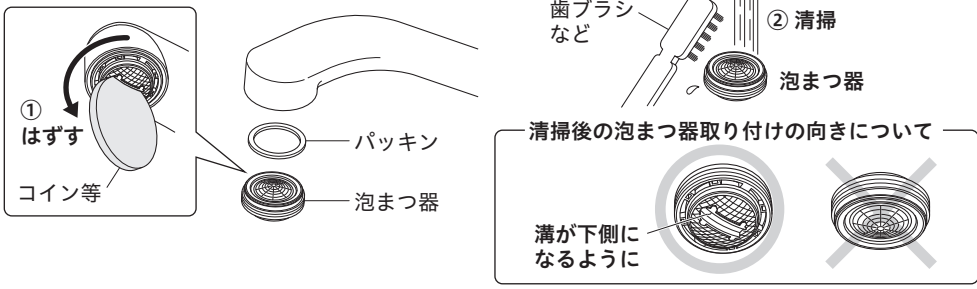 ①
はずす
コイン等
パッキン
泡まつ器
歯ブラシ
など
② 清掃
泡まつ器
清掃後の泡まつ器取り付けの向きについて
溝が下側に
なるように